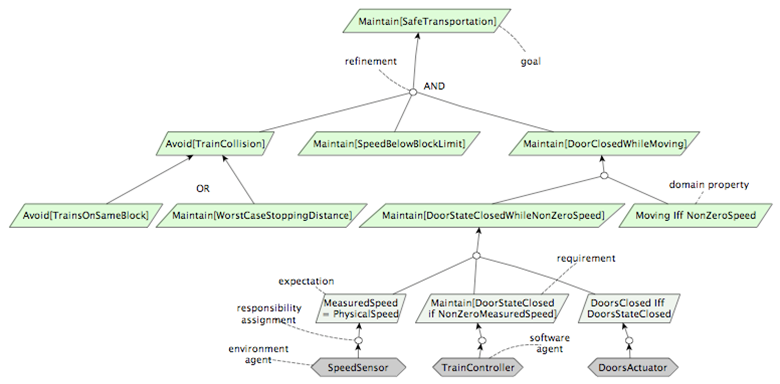 Maintain[SafeTransportation]
goal
refinement
AND
Avoid[TrainCollision]
Maintain[SpeedBelowBlockLimit]
Maintain[DoorClosedWhileMoving]
domain property
OR
Avoid[TrainsOnSameBlock]
Maintain[WorstCaseStoppingDistance]
Maintain[DoorStateClosedWhileNonZeroSpeed]
Moving Iff NonZeroSpeed
requirement
expectation
MeasuredSpeed
= PhysicalSpeed
Maintain[DoorStateClosed
if NonZeroMeasuredSpeed]
DoorsClosed Iff
DoorsStateClosed
responsibility
assignment
software
agent
environment
agent
SpeedSensor
TrainController
DoorsActuator